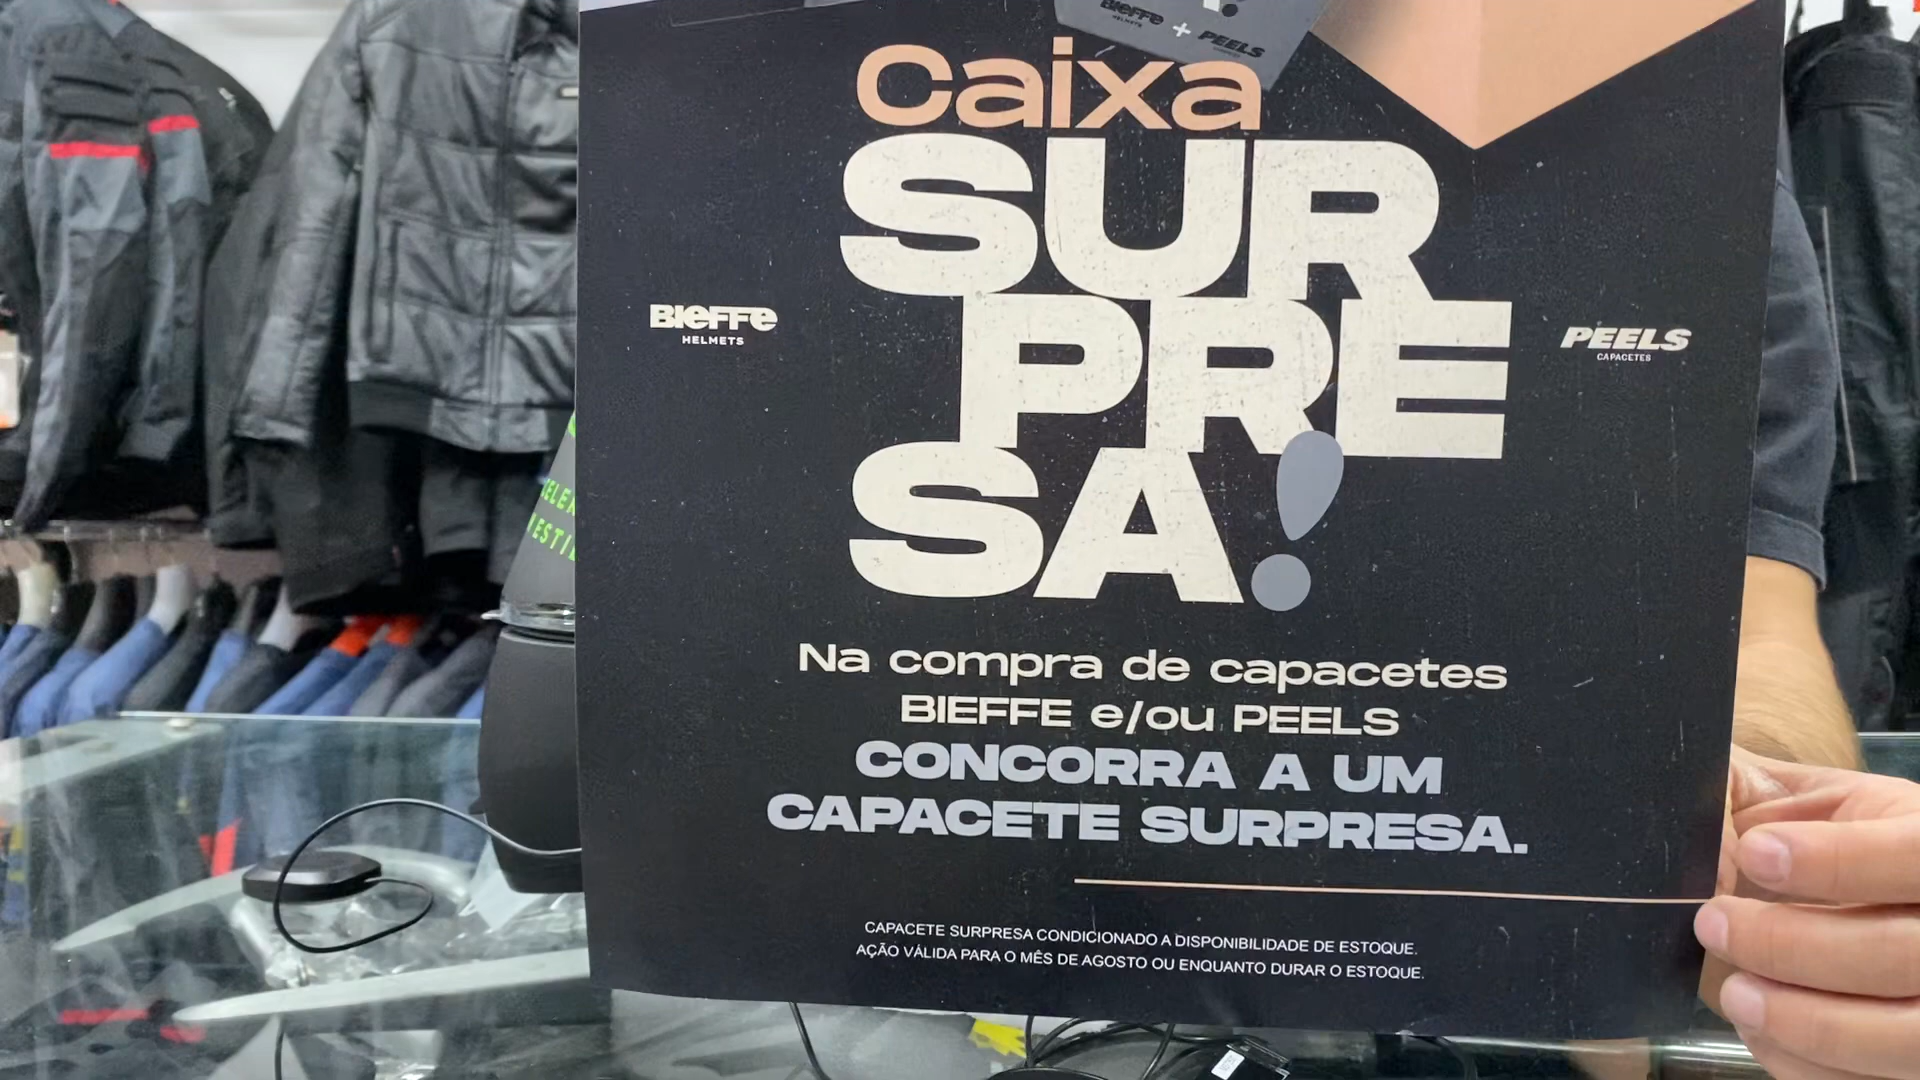 BIEFFE
HELMETS
+
PEELS
Caixa
SUR
PRE
SA!
BIEFFE
HELMETS
PEELS
CAPACETES
Na compra de capacetes
BIEFFE e/ou PEELS
CONCORRA A UM
CAPACETE SURPRESA.
CAPACETE SURPRESA CONDICIONADO A DISPONIBILIDADE DE ESTOQUE.
AÇÃO VÁLIDA PARA O MÊS DE AGOSTO OU ENQUANTO DURAR O ESTOQUE.